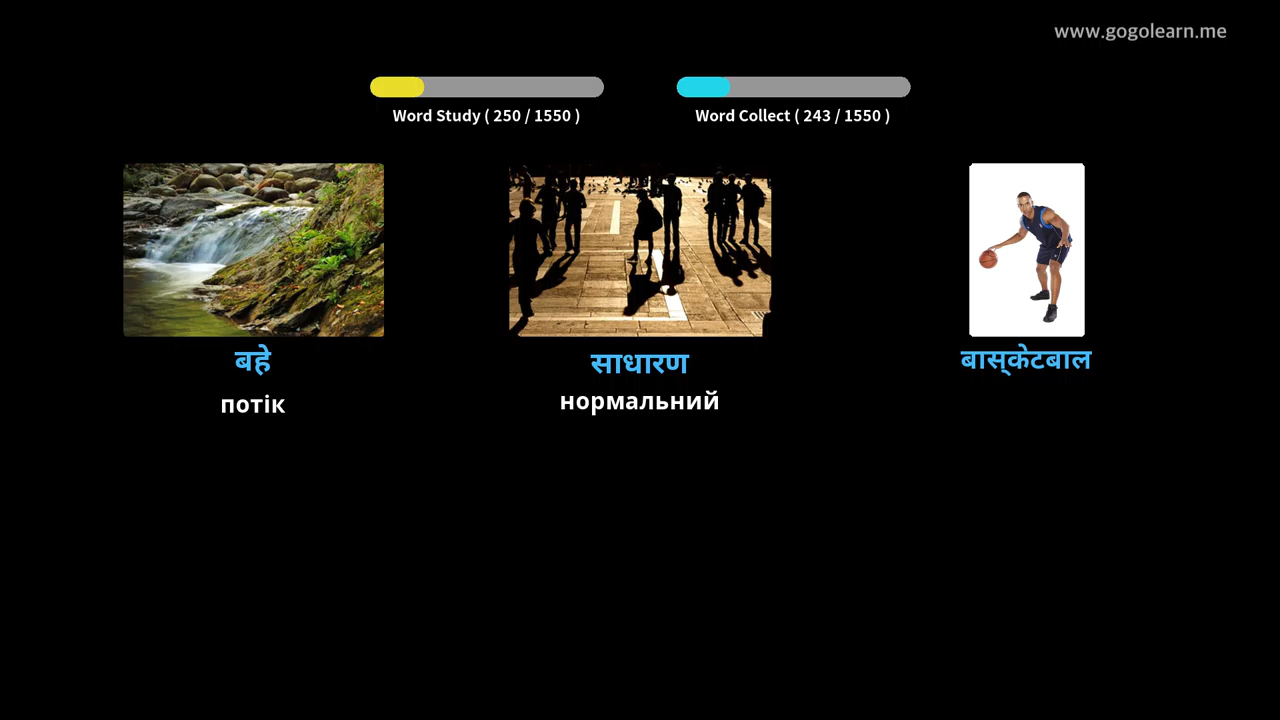 www.gogolearn.me
Word Study ( 250 / 1550 )
Word Collect ( 243 / 1550 )
बहे
साधारण
बास्केटबाल
потік
нормальний